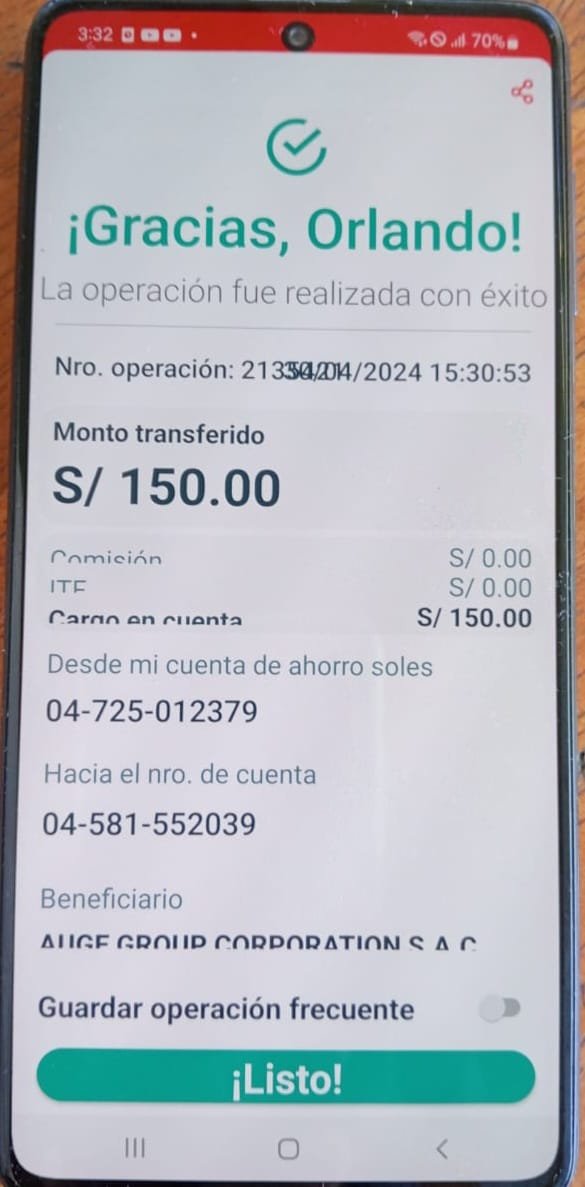 3:32 70%
¡Gracias, Orlando!
La operación fue realizada con éxito
Nro. operación: /04/2024 15:30:53
Monto transferido
S/ 150.00
Comisión S/ 0.00
ITF S/ 0.00
Cargo en cuenta S/ 150.00
Desde mi cuenta de ahorro soles
04-725-012379
Hacia el nro. de cuenta
04-581-552039
Beneficiario
AUGE GROUP CORPORATION S.A.C.
Guardar operación frecuente
¡Listo!